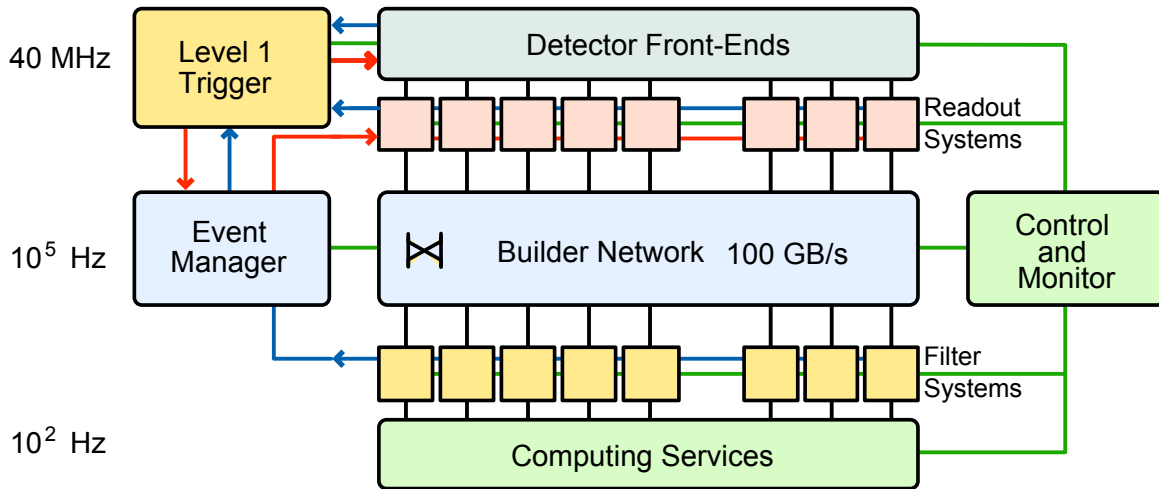 Level 1
Trigger
Detector Front-Ends
40 MHz
Readout
Systems
Event
Manager
Builder Network 100 GB/s
Control
and
Monitor
10⁵ Hz
Filter
Systems
10² Hz
Computing Services